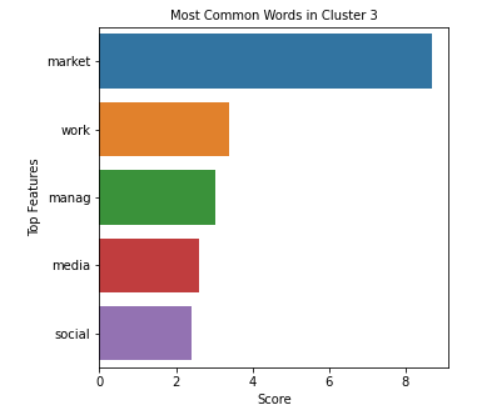 Most Common Words in Cluster 3
market
work
manag
media
social
Top Features
0 2 4 6 8
Score